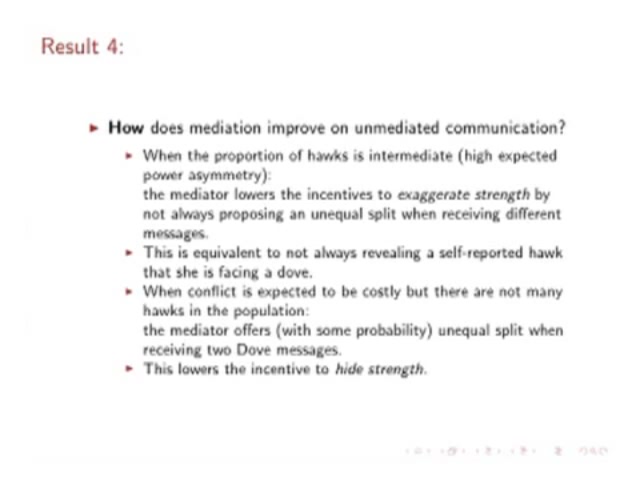 Result 4:
How does mediation improve on unmediated communication?
When the proportion of hawks is intermediate (high expected
power asymmetry):
the mediator lowers the incentives to exaggerate strength by
not always proposing an unequal split when receiving different
messages.
This is equivalent to not always revealing a self-reported hawk
that she is facing a dove.
When conflict is expected to be costly but there are not many
hawks in the population:
the mediator offers (with some probability) unequal split when
receiving two Dove messages.
This lowers the incentive to hide strength.